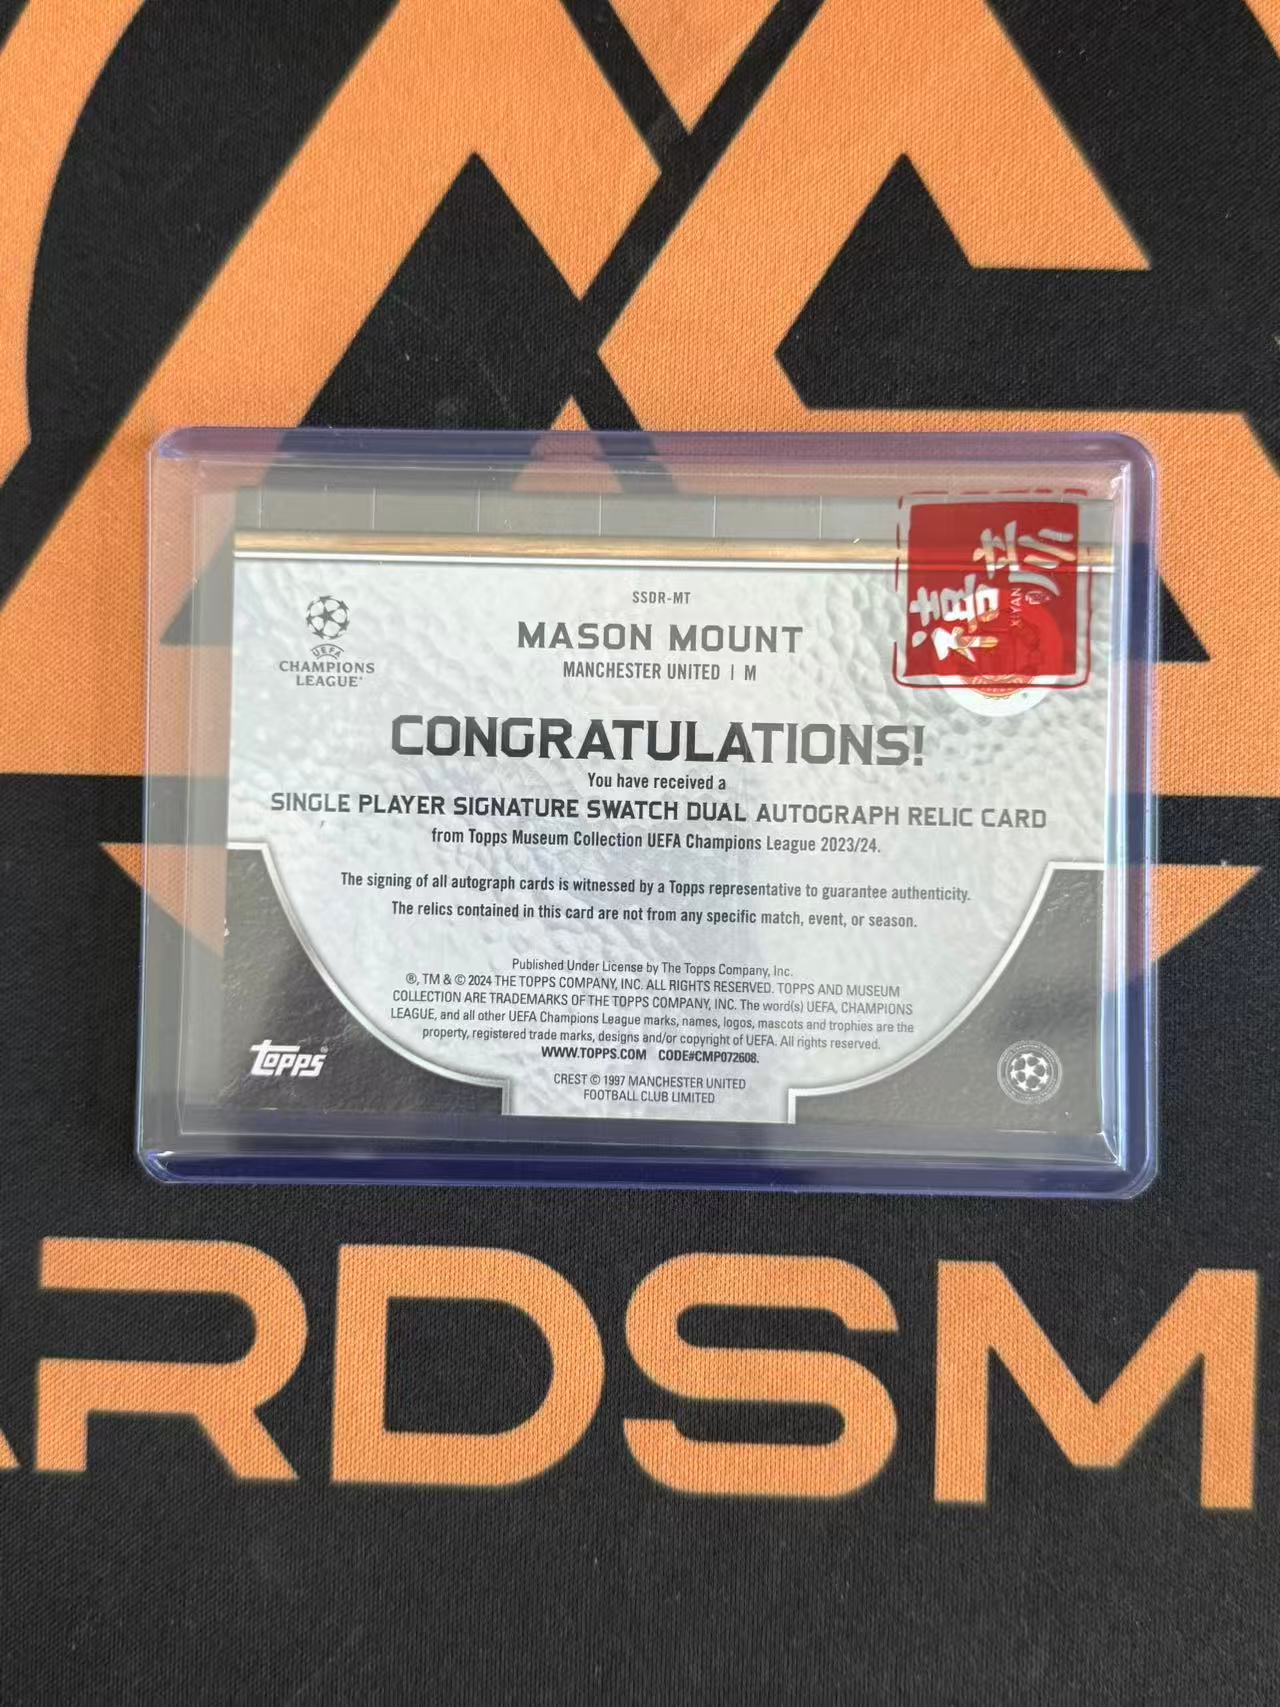 SSDR-MT
MASON MOUNT
MANCHESTER UNITED | M
UEFA
CHAMPIONS
LEAGUE®
CONGRATULATIONS!
You have received a
SINGLE PLAYER SIGNATURE SWATCH DUAL AUTOGRAPH RELIC CARD
from Topps Museum Collection UEFA Champions League 2023/24.
The signing of all autograph cards is witnessed by a Topps representative to guarantee authenticity.
The relics contained in this card are not from any specific match, event, or season.
Published Under License by The Topps Company, Inc.
®, TM & © 2024 THE TOPPS COMPANY, INC. ALL RIGHTS RESERVED. TOPPS AND MUSEUM
COLLECTION ARE TRADEMARKS OF THE TOPPS COMPANY, INC. The word(s) UEFA, CHAMPIONS
LEAGUE, and all other UEFA Champions League marks, names, logos, mascots and trophies are the
property, registered trade marks, designs and/or copyright of UEFA. All rights reserved.
WWW.TOPPS.COM CODE#CMP072608.
CREST © 1997 MANCHESTER UNITED
FOOTBALL CLUB LIMITED
TOPPS®
XIYAN
ARDSM